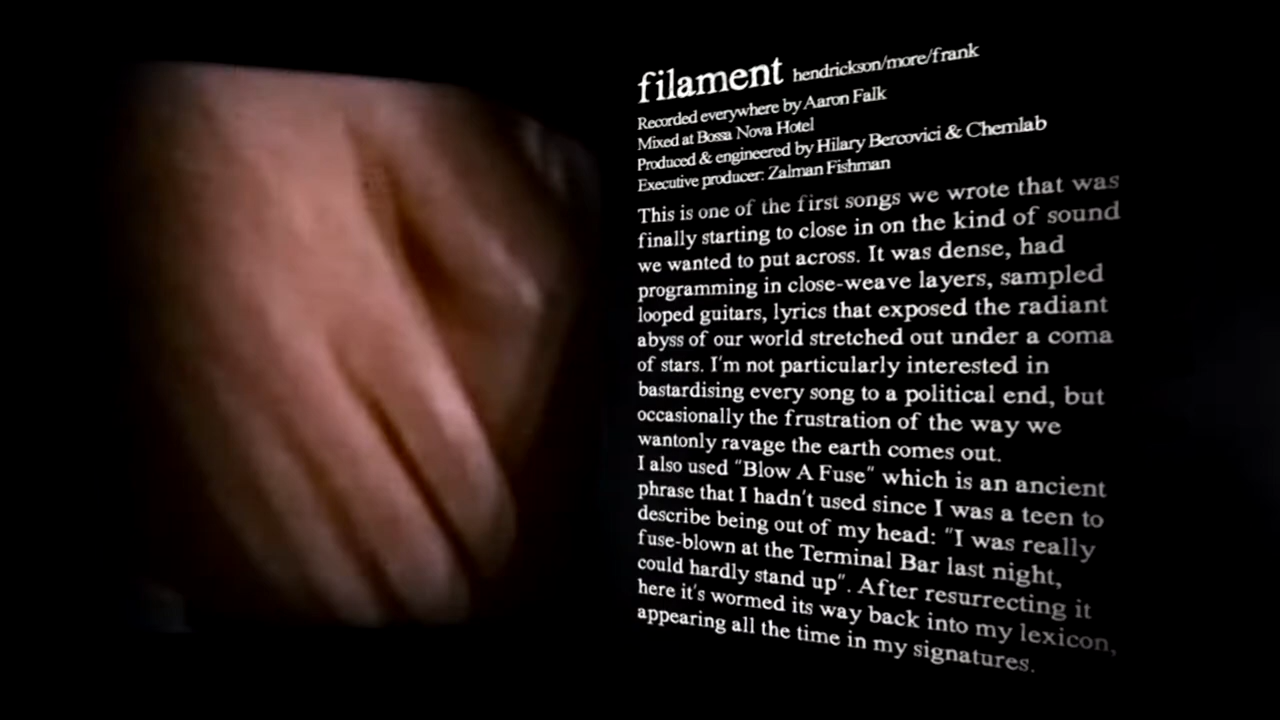 filament hendrickson/more/frank
Recorded everywhere by Aaron Falk
Mixed at Bossa Nova Hotel
Produced & engineered by Hilary Bercovici & Chemlab
Executive producer: Zalman Fishman
This is one of the first songs we wrote that was
finally starting to close in on the kind of sound
we wanted to put across. It was dense, had
programming in close-weave layers, sampled
looped guitars, lyrics that exposed the radiant
abyss of our world stretched out under a coma
of stars. I'm not particularly interested in
bastardising every song to a political end, but
occasionally the frustration of the way we
wantonly ravage the earth comes out.
I also used "Blow A Fuse" which is an ancient
phrase that I hadn't used since I was a teen to
describe being out of my head: "I was really
fuse-blown at the Terminal Bar last night,
could hardly stand up". After resurrecting it
here it's wormed its way back into my lexicon,
appearing all the time in my signatures.